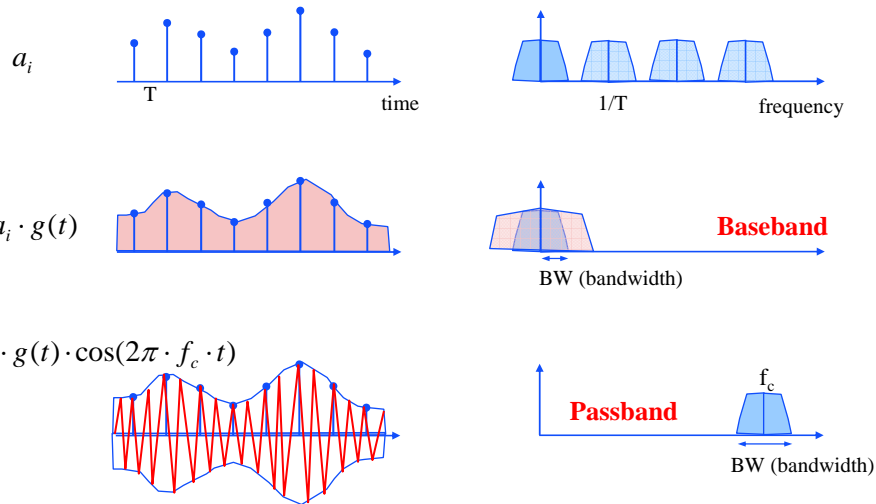 a_i
T
time
1/T
frequency
a_i · g(t)
Baseband
BW (bandwidth)
· g(t) · cos(2π · f_c · t)
f_c
Passband
BW (bandwidth)